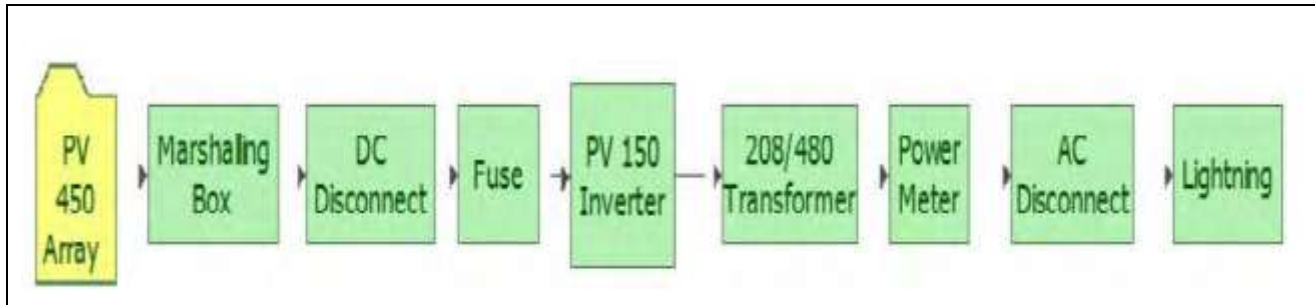 PV
450
Array
Marshaling
Box
DC
Disconnect
Fuse
PV 150
Inverter
208/480
Transformer
Power
Meter
AC
Disconnect
Lightning